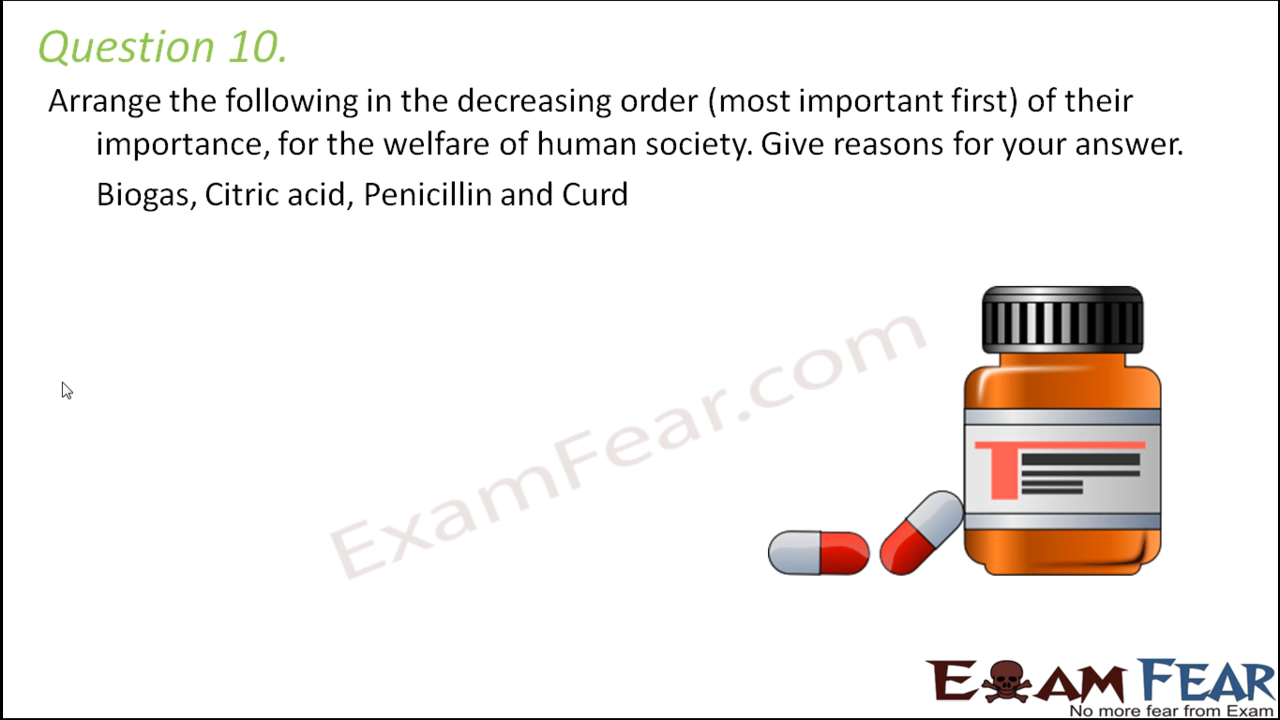 Question 10.
Arrange the following in the decreasing order (most important first) of their
importance, for the welfare of human society. Give reasons for your answer.
Biogas, Citric acid, Penicillin and Curd
ExamFear.com
T
EXAM FEAR
No more fear from Exam